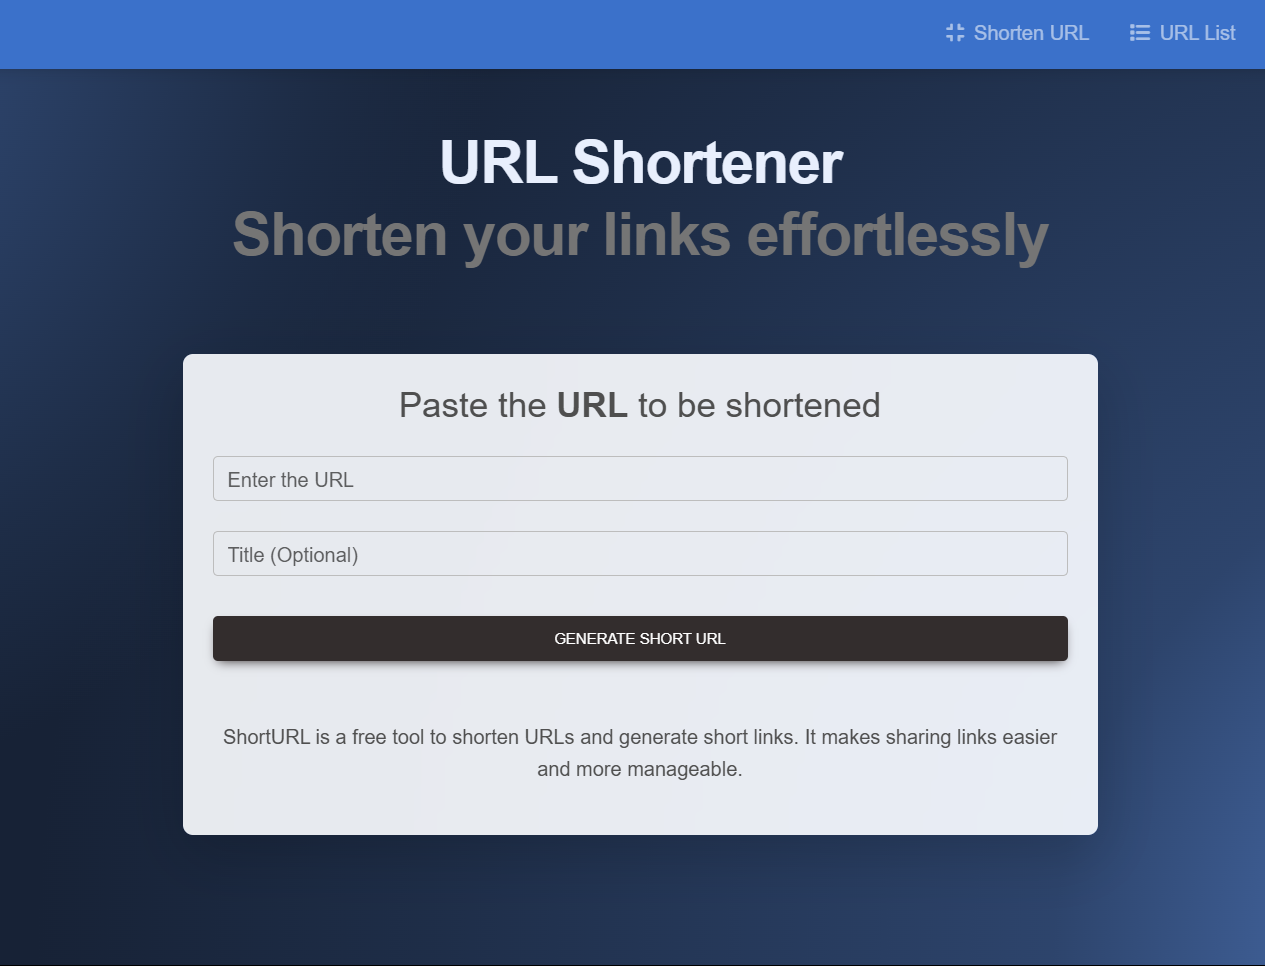 Shorten URL
URL List
URL Shortener
Shorten your links effortlessly
Paste the URL to be shortened
Enter the URL
Title (Optional)
GENERATE SHORT URL
ShortURL is a free tool to shorten URLs and generate short links. It makes sharing links easier
and more manageable.